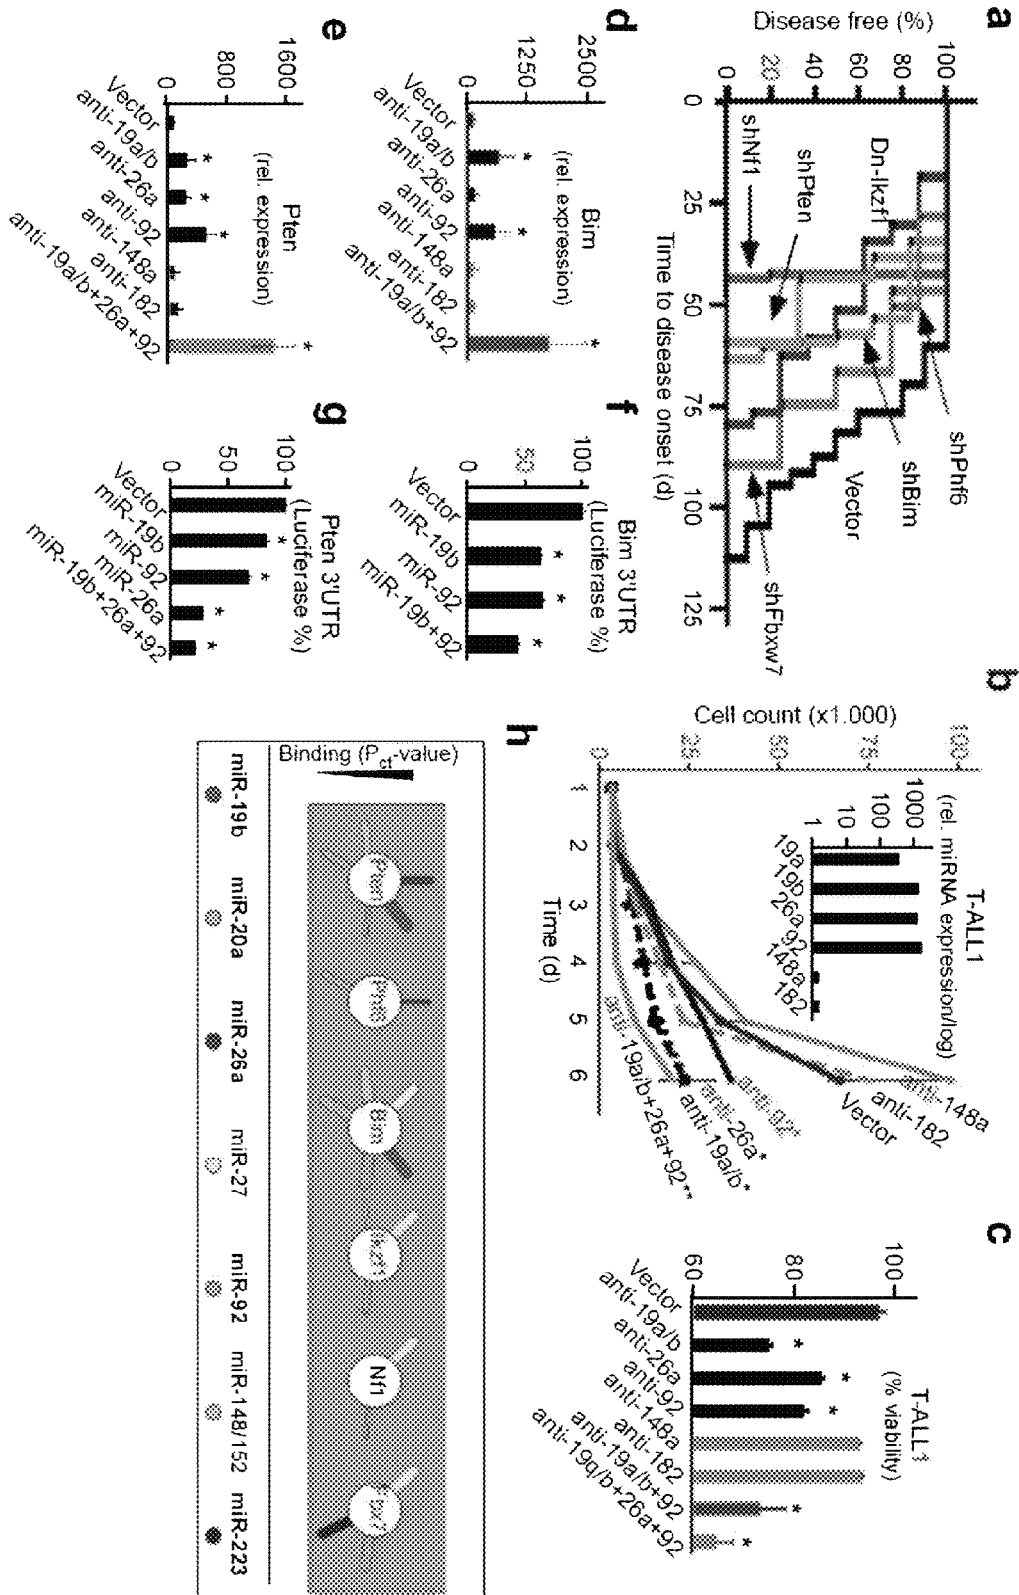 a
Disease free (%)
100
80
60
40
20
0
0
25
50
75
100
125
Time to disease onset (d)
shNf1
shPten
Dn-Ikzf1
Vector
shBim
shPhf6
shFbxw7
b
Cell count (x1.000)
100
75
50
25
0
1
2
3
4
5
6
Time (d)
T-ALL1
(rel. miRNA expression/log)
1000
100
10
1
19a
19b
26a
92
148a
182
anti-148a
anti-182
Vector
anti-92*
anti-26a*
anti-19a/b*
anti-19a/b+26a+92**
c
T-ALL1
(% viability)
100
80
60
Vector
anti-19a/b
anti-26a
anti-92
anti-148a
anti-182
anti-19a/b+92
anti-19q/b+26a+92
* * * * *
d
Bim
(rel. expression)
2500
1250
0
Vector
anti-19a/b
anti-26a
anti-92
anti-148a
anti-182
anti-19a/b+92
* * *
e
Pten
(rel. expression)
1600
800
0
Vector
anti-19a/b
anti-26a
anti-92
anti-148a
anti-182
anti-19a/b+26a+92
* * * *
f
Bim 3'UTR
(Luciferase %)
100
50
0
Vector
miR-19b
miR-92
miR-19b+92
* * *
g
Pten 3'UTR
(Luciferase %)
100
50
0
Vector
miR-19b
miR-92
miR-26a
miR-19b+26a+92
* * * *
h
Binding (Pct-value)
Pten
Phf6
Bim
Ikzf1
Nf1
Fbx7
miR-19b
miR-20a
miR-26a
miR-27
miR-92
miR-148/152
miR-223